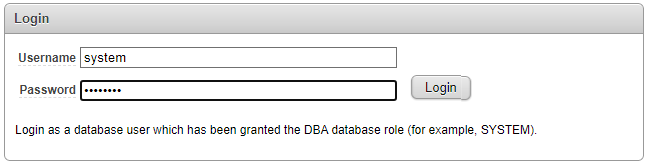 Login
Username system
Password ••••••••
Login
Login as a database user which has been granted the DBA database role (for example, SYSTEM).